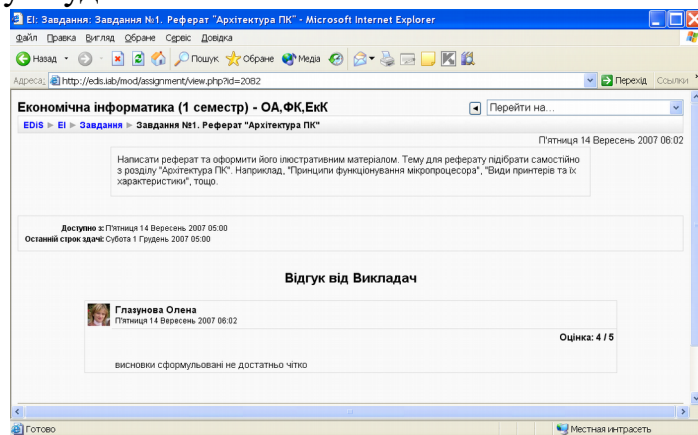 EI: Завдання: Завдання №1. Реферат "Архітектура ПК" - Microsoft Internet Explorer
Файл Правка Вигляд Обране Сервіс Довідка
Назад Пошук Обране Медіа
Адреса: http://eds.iab/mod/assignment/view.php?id=2082 Перехід Ссылки
Економічна інформатика (1 семестр) - ОА,ФК,ЕкК Перейти на...
EDiS ► EI ► Завдання ► Завдання №1. Реферат "Архітектура ПК"
П'ятниця 14 Вересень 2007 06:02
Написати реферат та оформити його ілюстративним матеріалом. Тему для реферату підібрати самостійно
з розділу "Архітектура ПК". Наприклад, "Принципи функціонування мікропроцесора", "Види принтерів та їх
характеристики", тощо.
Доступно з: П'ятниця 14 Вересень 2007 05:00
Останній строк здачі: Субота 1 Грудень 2007 05:00
Відгук від Викладач
Глазунова Олена
П'ятниця 14 Вересень 2007 06:02
Оцінка: 4 / 5
висновки сформульовані не достатньо чітко
Готово Местная интрасеть